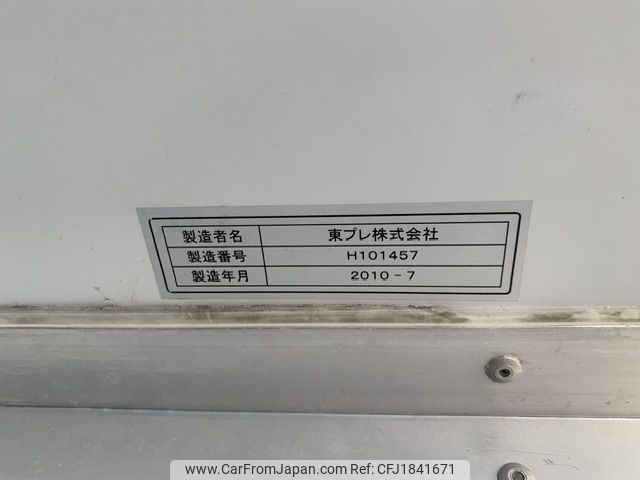 製造者名 東プレ株式会社
製造番号 H101457
製造年月 2010-7
www.CarFromJapan.com CFJ1841671